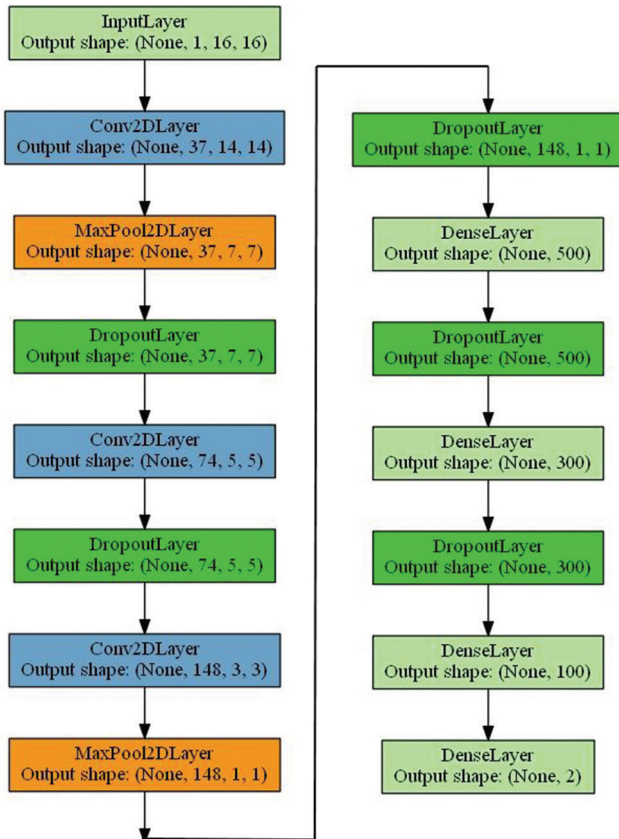 InputLayer
Output shape: (None, 1, 16, 16)
Conv2DLayer
Output shape: (None, 37, 14, 14)
MaxPool2DLayer
Output shape: (None, 37, 7, 7)
DropoutLayer
Output shape: (None, 37, 7, 7)
Conv2DLayer
Output shape: (None, 74, 5, 5)
DropoutLayer
Output shape: (None, 74, 5, 5)
Conv2DLayer
Output shape: (None, 148, 3, 3)
MaxPool2DLayer
Output shape: (None, 148, 1, 1)
DropoutLayer
Output shape: (None, 148, 1, 1)
DenseLayer
Output shape: (None, 500)
DropoutLayer
Output shape: (None, 500)
DenseLayer
Output shape: (None, 300)
DropoutLayer
Output shape: (None, 300)
DenseLayer
Output shape: (None, 100)
DenseLayer
Output shape: (None, 2)